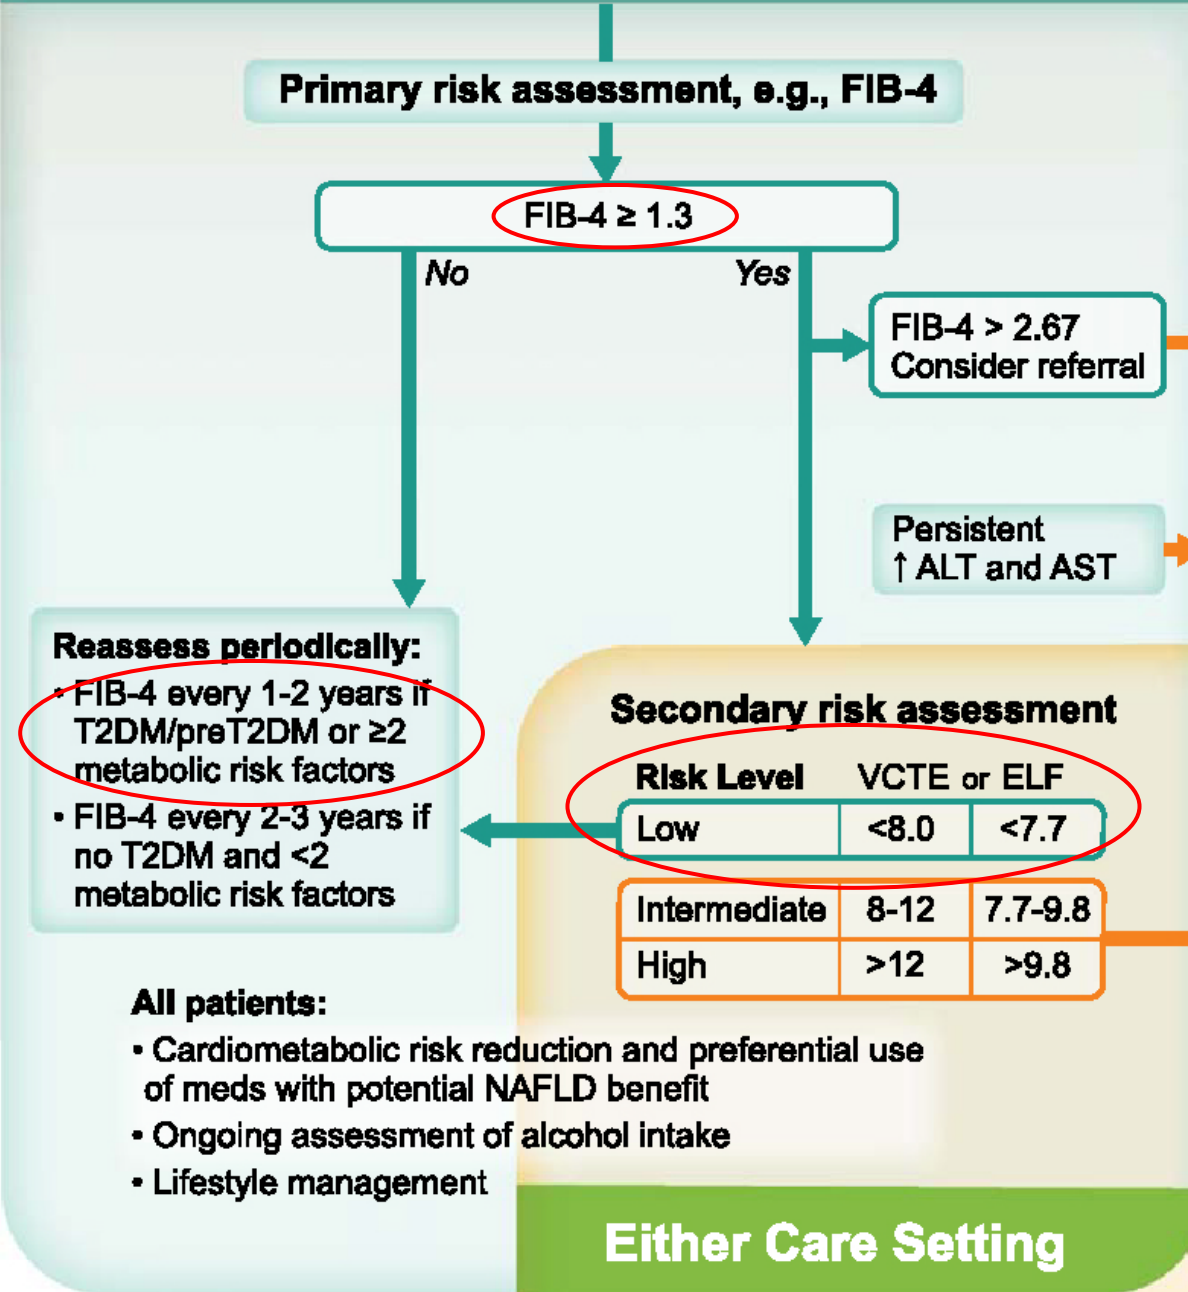 Primary risk assessment, e.g., FIB-4
FIB-4 ≥ 1.3
No
Yes
FIB-4 > 2.67
Consider referral
Persistent
↑ ALT and AST
Reassess periodically:
• FIB-4 every 1-2 years if
T2DM/preT2DM or ≥2
metabolic risk factors
• FIB-4 every 2-3 years if
no T2DM and <2
metabolic risk factors
Secondary risk assessment
Risk Level VCTE or ELF
Low <8.0 <7.7
Intermediate 8-12 7.7-9.8
High >12 >9.8
All patients:
• Cardiometabolic risk reduction and preferential use
of meds with potential NAFLD benefit
• Ongoing assessment of alcohol intake
• Lifestyle management
Either Care Setting